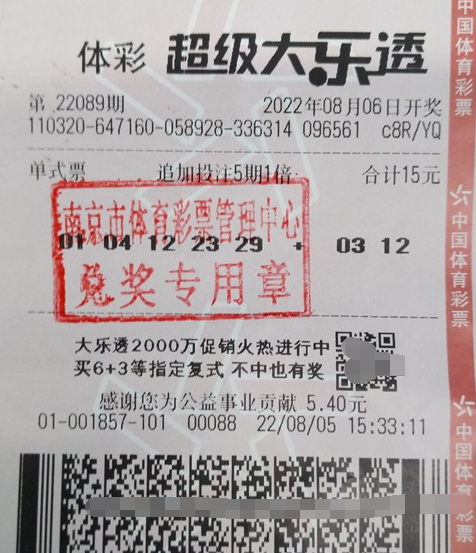 体彩 超级大乐透
第 22089期 2022年08月06日开奖
110320-647160-058928-336314 096561 c8R/YQ
单式票 追加投注5期1倍 合计15元
南京市体育彩票管理中心
01 04 12 23 29 + 03 12
兑奖专用章
大乐透2000万促销火热进行中
买6+3等指定复式 不中也有奖
感谢您为公益事业贡献 5.40元
01-001857-101 00088 22/08/05 15:33:11
中国体育彩票
中国体育彩票
中国体育彩票